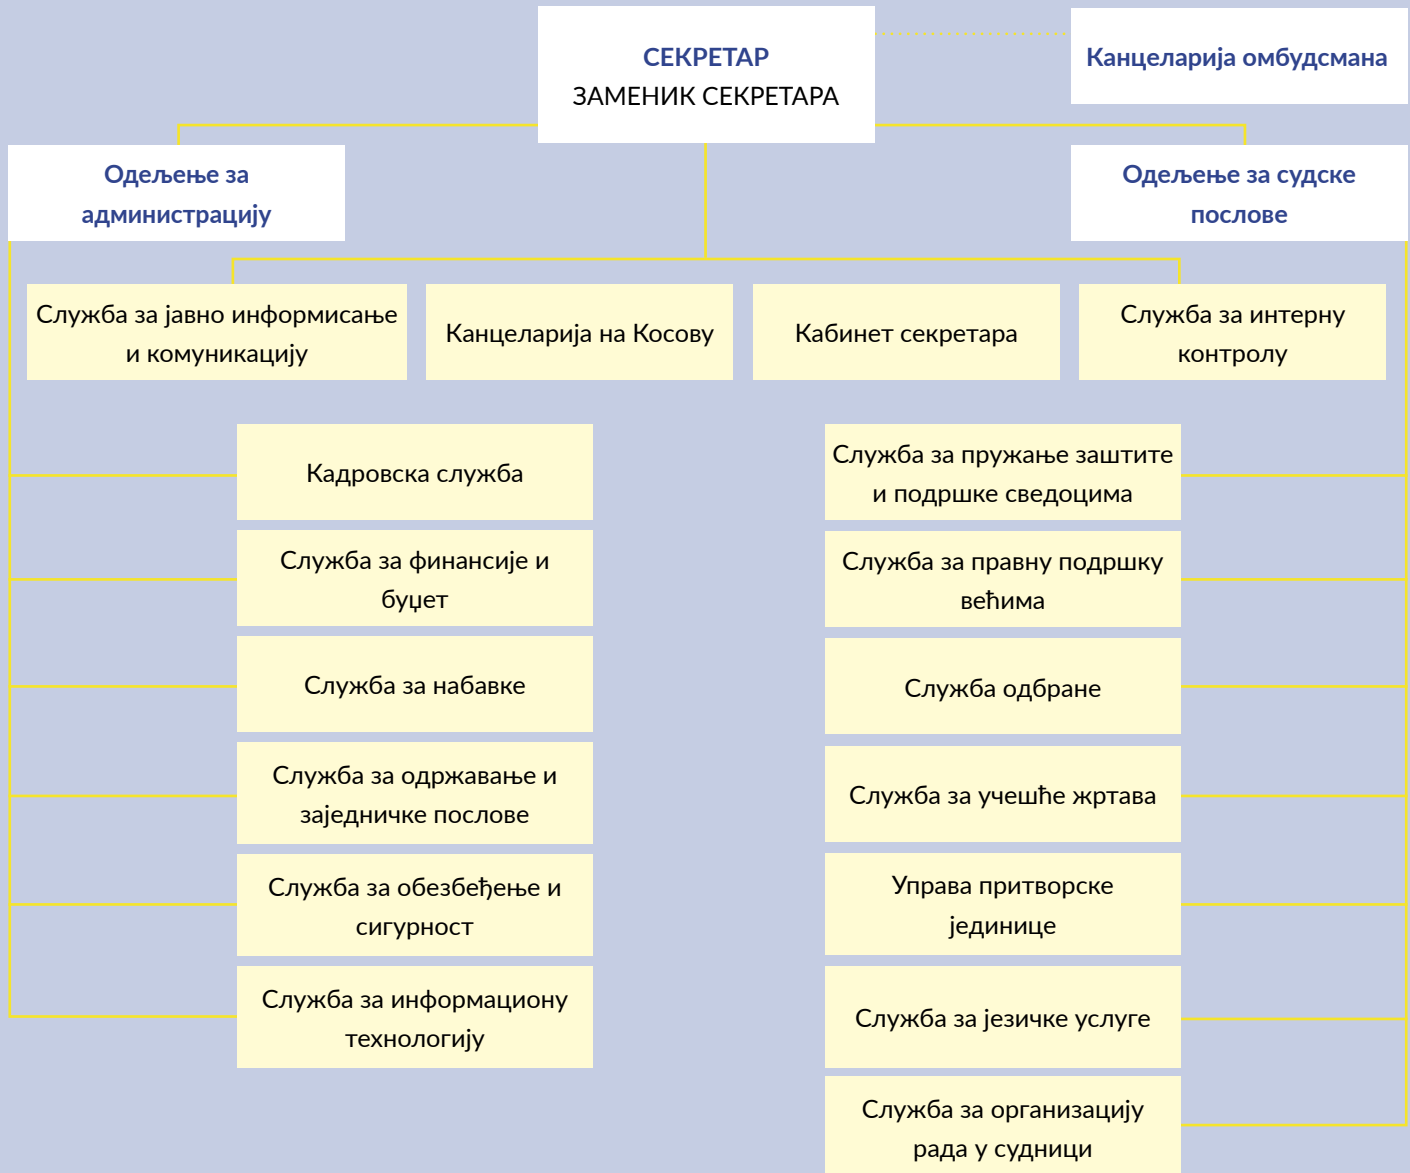 СЕКРЕТАР
ЗАМЕНИК СЕКРЕТАРА
Канцеларија омбудсмана
Одељење за
администрацију
Одељење за судске
послове
Служба за јавно информисање
и комуникацију
Канцеларија на Косову
Кабинет секретара
Служба за интерну
контролу
Кадровска служба
Служба за финансије и
буџет
Служба за набавке
Служба за одржавање и
заједничке послове
Служба за обезбеђење и
сигурност
Служба за информациону
технологију
Служба за пружање заштите
и подршке сведоцима
Служба за правну подршку
већима
Служба одбране
Служба за учешће жртава
Управа притворске
јединице
Служба за језичке услуге
Служба за организацију
рада у судници